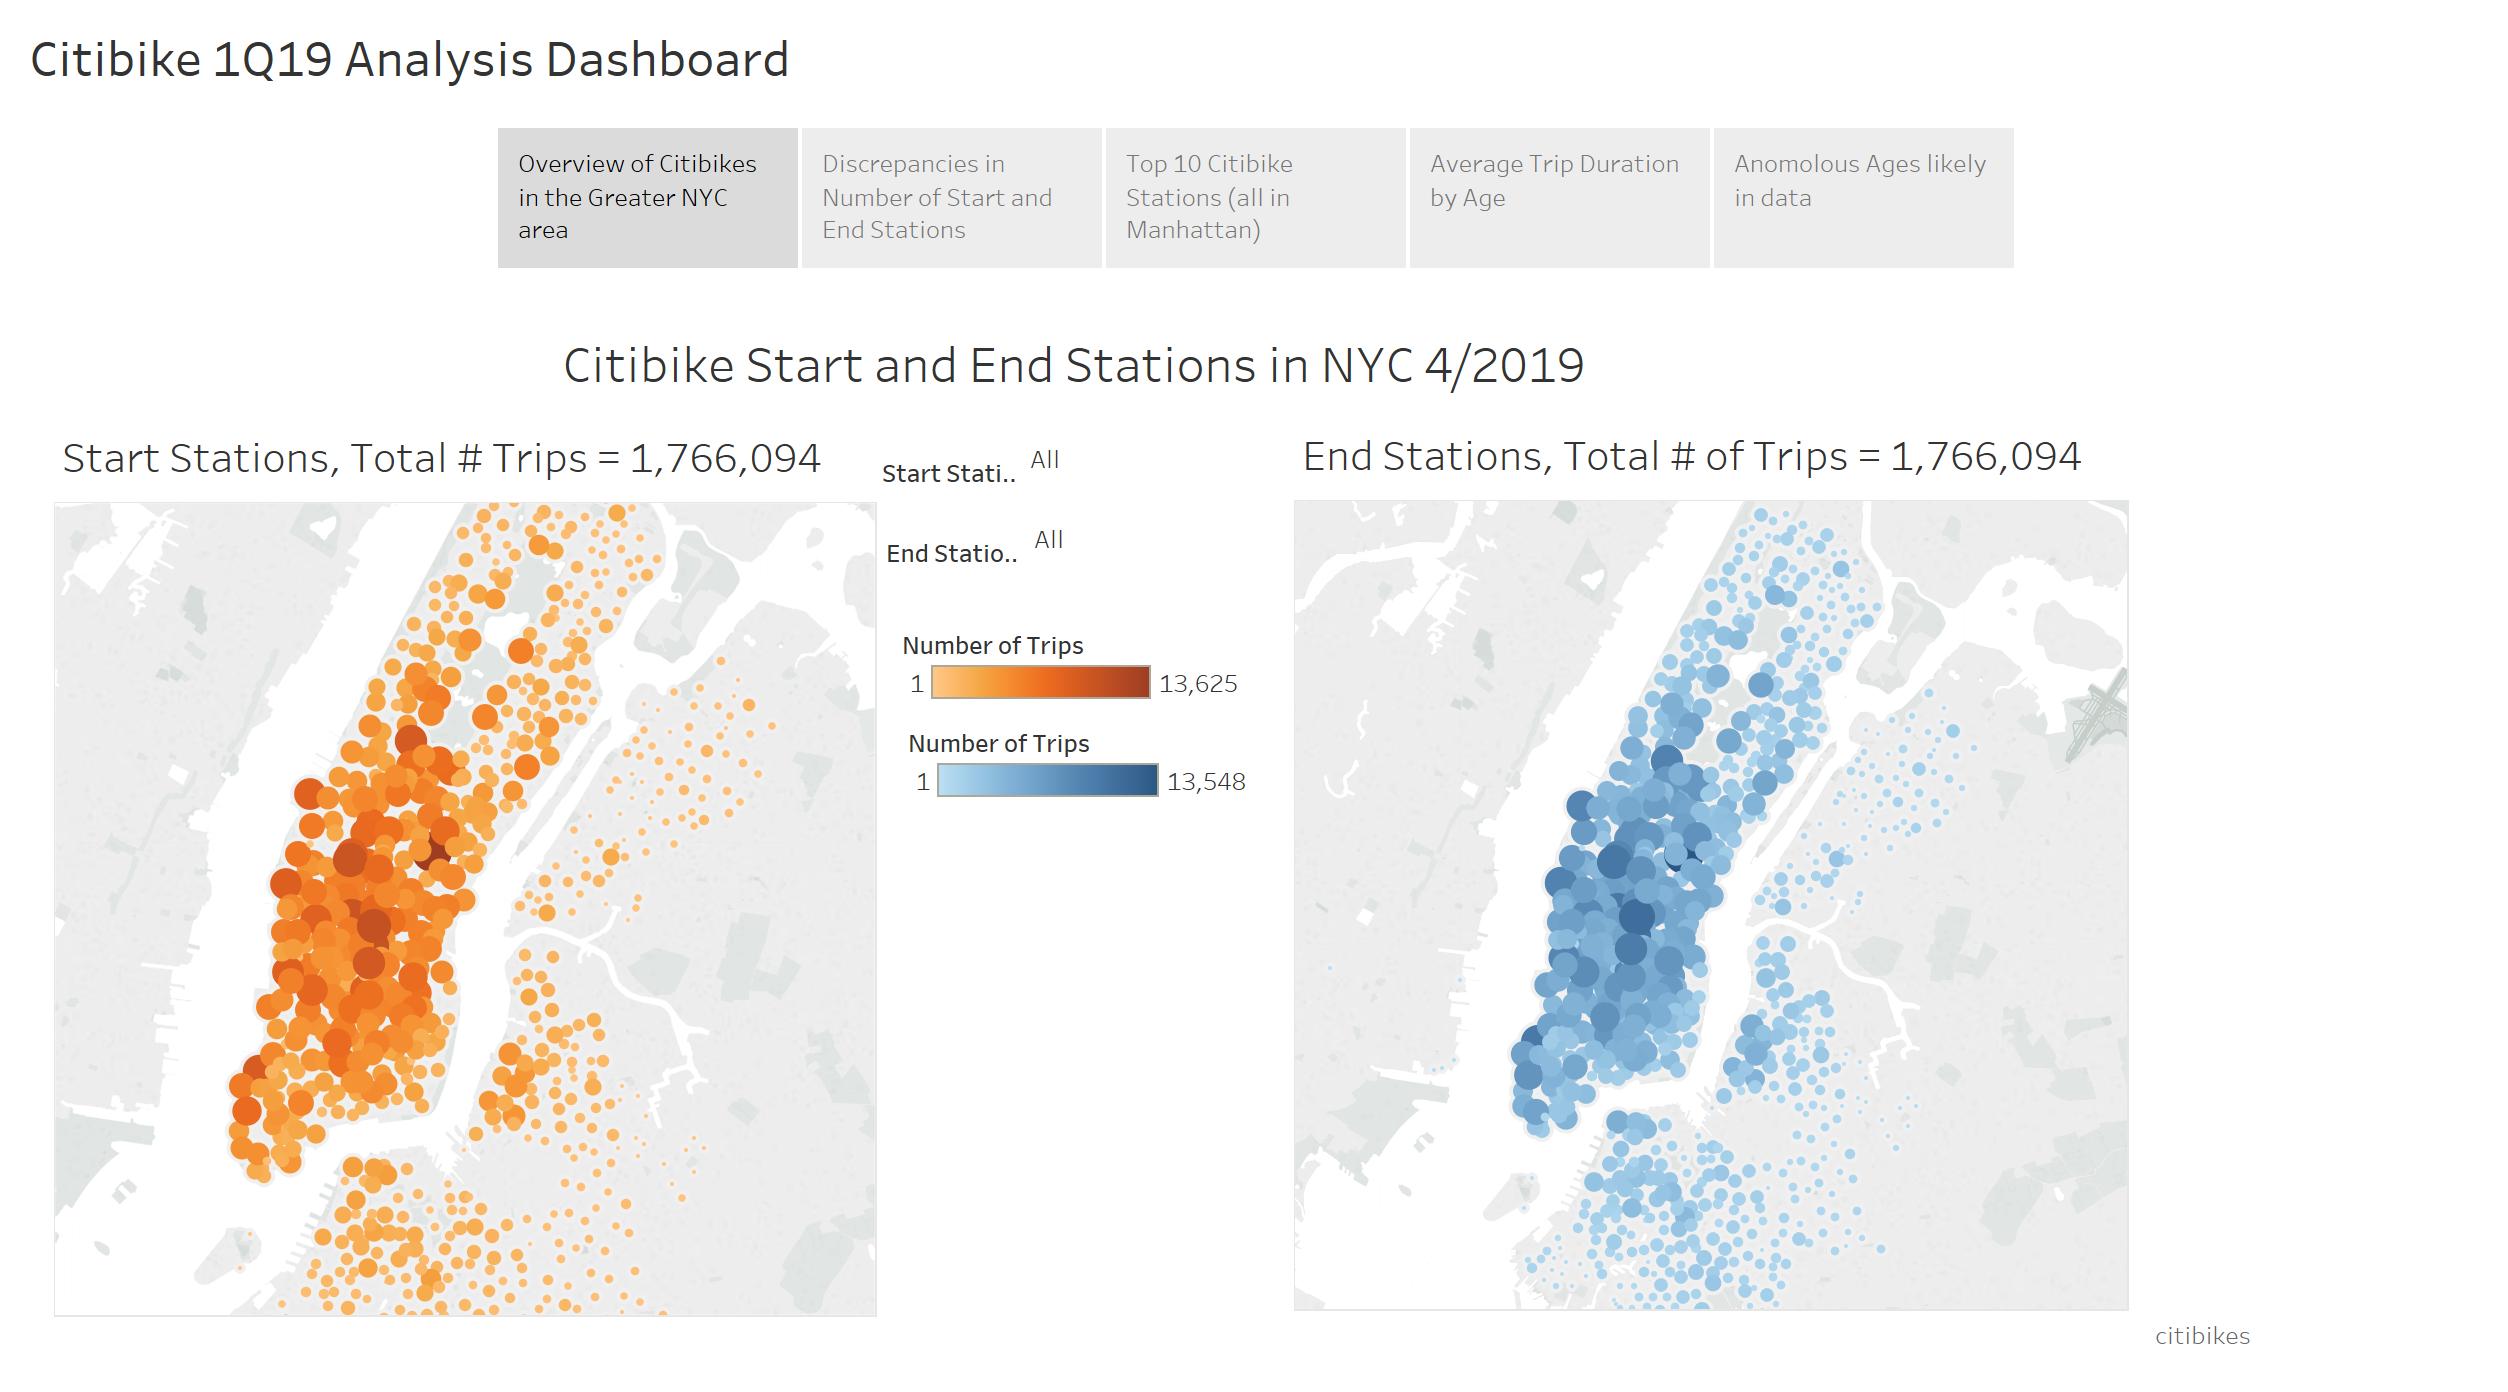 Citibike 1Q19 Analysis Dashboard
Overview of Citibikes
in the Greater NYC
area
Discrepancies in
Number of Start and
End Stations
Top 10 Citibike
Stations (all in
Manhattan)
Average Trip Duration
by Age
Anomolous Ages likely
in data
Citibike Start and End Stations in NYC 4/2019
Start Stations, Total # Trips = 1,766,094
Start Stati.. All
End Statio.. All
Number of Trips
1 13,625
Number of Trips
1 13,548
End Stations, Total # of Trips = 1,766,094
citibikes